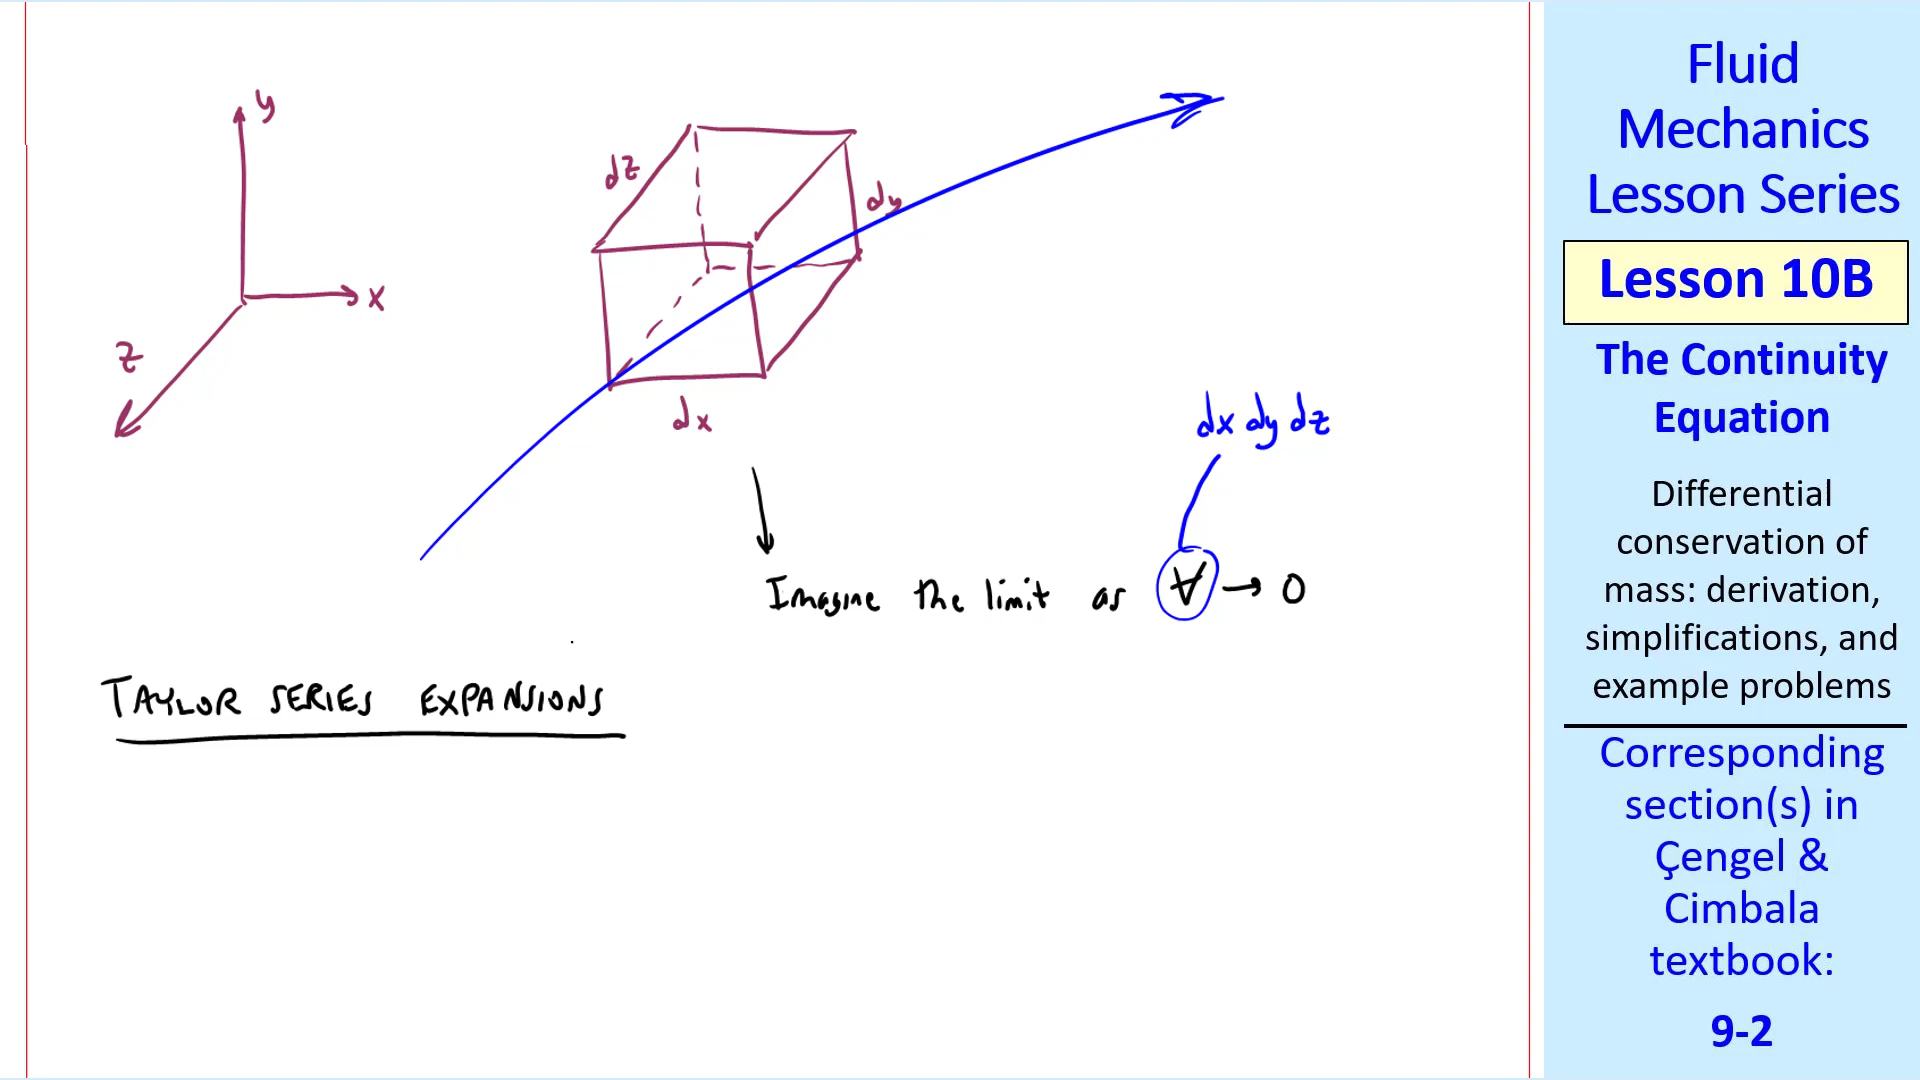 y
x
z
dz
dy
dx
dx dy dz
Imagine the limit as V → 0
TAYLOR SERIES EXPANSIONS
Fluid
Mechanics
Lesson Series
Lesson 10B
The Continuity
Equation
Differential
conservation of
mass: derivation,
simplifications, and
example problems
Corresponding
section(s) in
Çengel &
Cimbala
textbook:
9-2